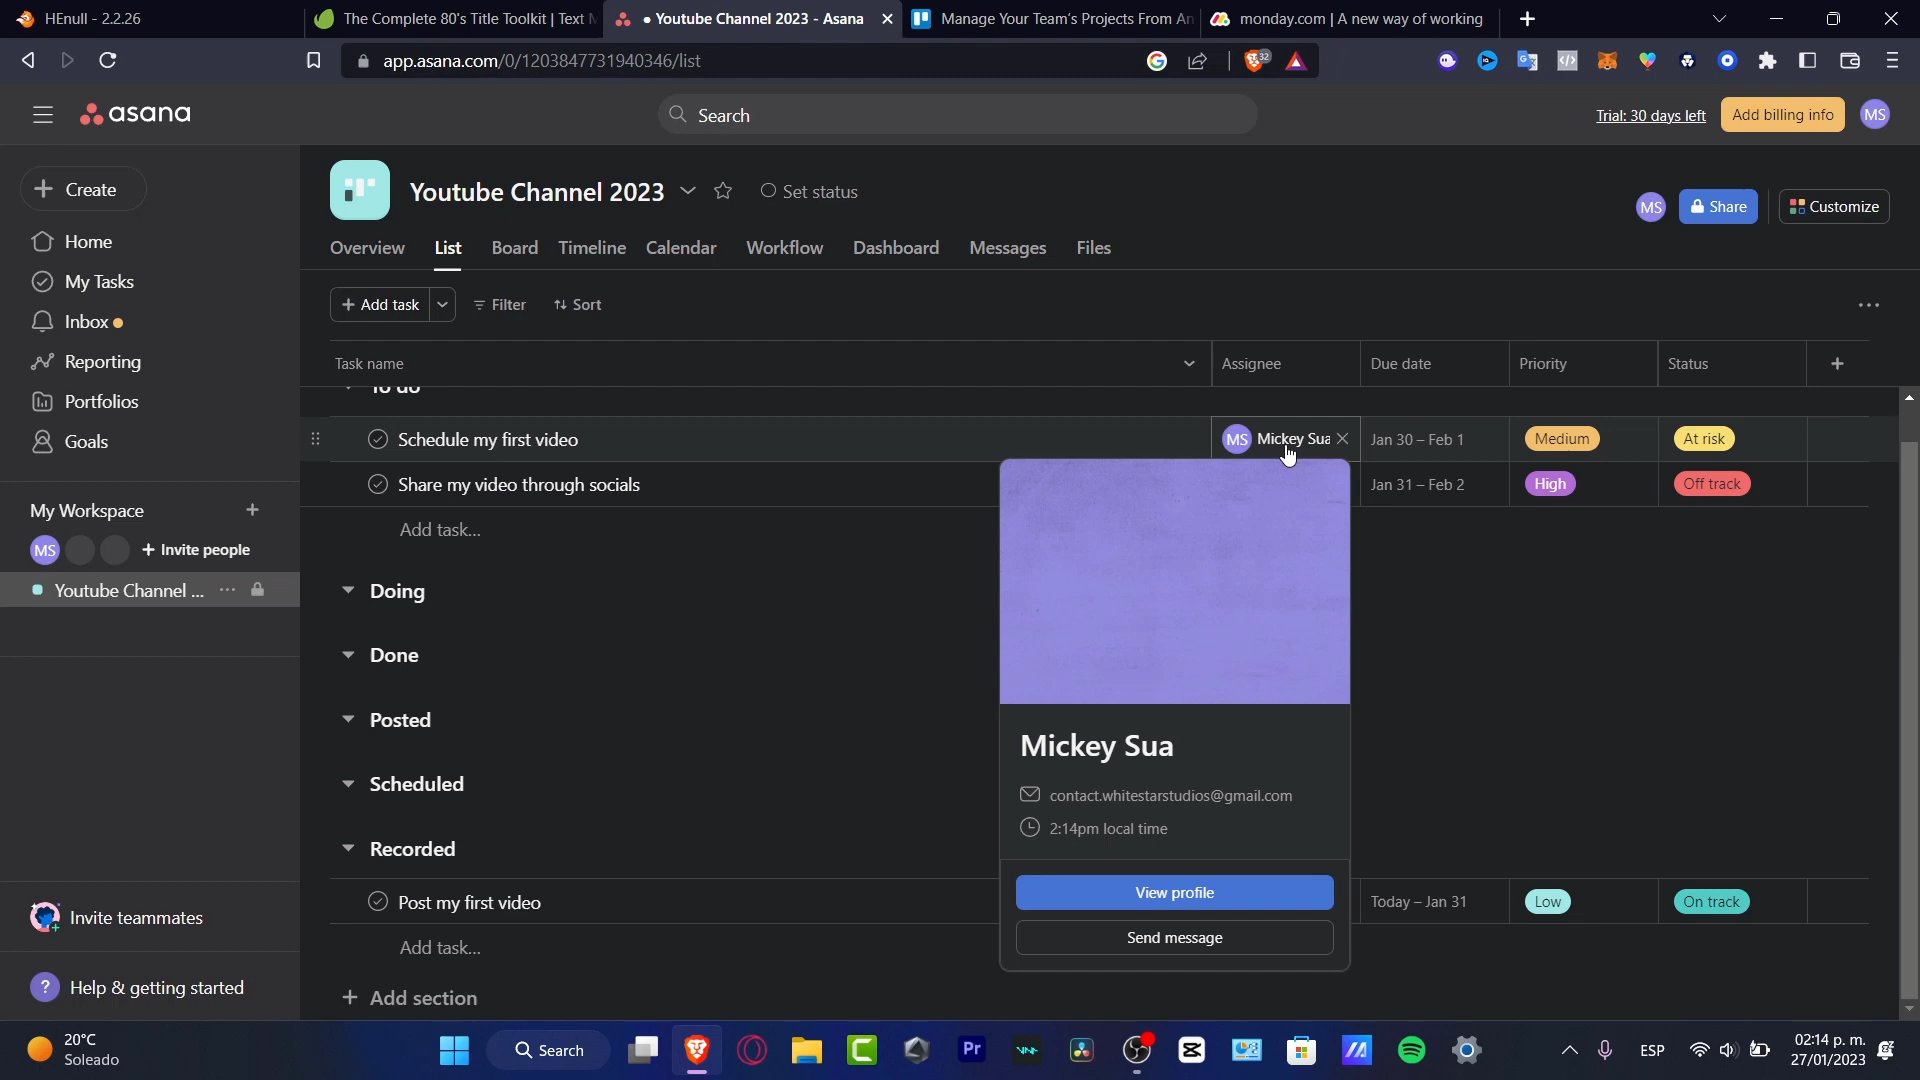 HEnull - 2.2.26
The Complete 80's Title Toolkit | Text
• Youtube Channel 2023 - Asana
Manage Your Team's Projects From An
monday.com | A new way of working
app.asana.com/0/1203847731940346/list
32
asana
Search
Trial: 30 days left
Add billing info
MS
Create
Youtube Channel 2023
Set status
MS
Share
Customize
Home
My Tasks
Inbox
Reporting
Portfolios
Goals
Overview
List
Board
Timeline
Calendar
Workflow
Dashboard
Messages
Files
Add task
Filter
Sort
Task name
Assignee
Due date
Priority
Status
To do
Schedule my first video
MS
Mickey Sua
Jan 30 – Feb 1
Medium
At risk
Share my video through socials
Jan 31 – Feb 2
High
Off track
Add task...
My Workspace
MS
Invite people
Youtube Channel ...
Doing
Done
Posted
Scheduled
Recorded
Post my first video
Today – Jan 31
Low
On track
Add task...
Add section
Mickey Sua
contact.whitestarstudios@gmail.com
2:14pm local time
View profile
Send message
Invite teammates
? Help & getting started
20°C
Soleado
Search
Pr
ESP
02:14 p. m.
27/01/2023